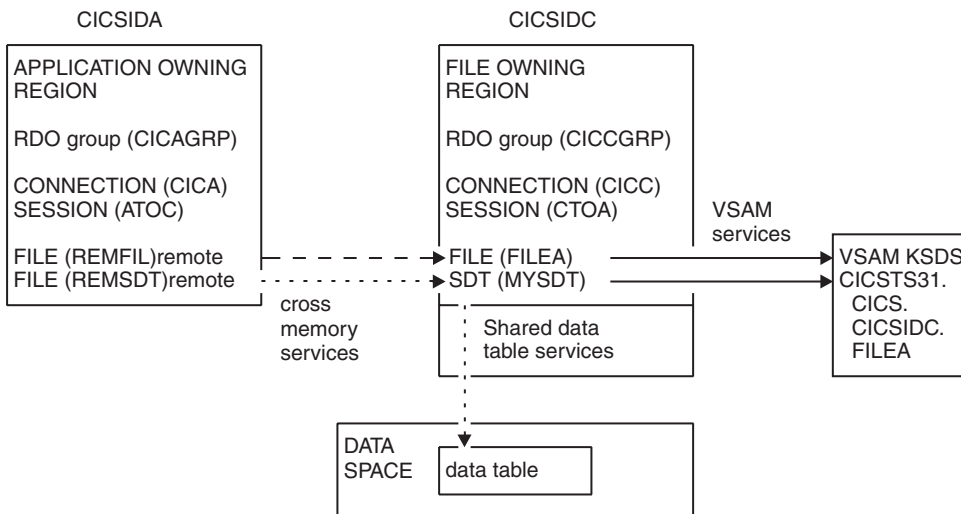 CICSIDA
APPLICATION OWNING
REGION
RDO group (CICAGRP)
CONNECTION (CICA)
SESSION (ATOC)
FILE (REMFIL)remote
FILE (REMSDT)remote
cross
memory
services
CICSIDC
FILE OWNING
REGION
RDO group (CICCGRP)
CONNECTION (CICC)
SESSION (CTOA)
FILE (FILEA)
SDT (MYSDT)
Shared data
table services
VSAM
services
VSAM KSDS
CICSTS31.
CICS.
CICSIDC.
FILEA
DATA
SPACE
data table